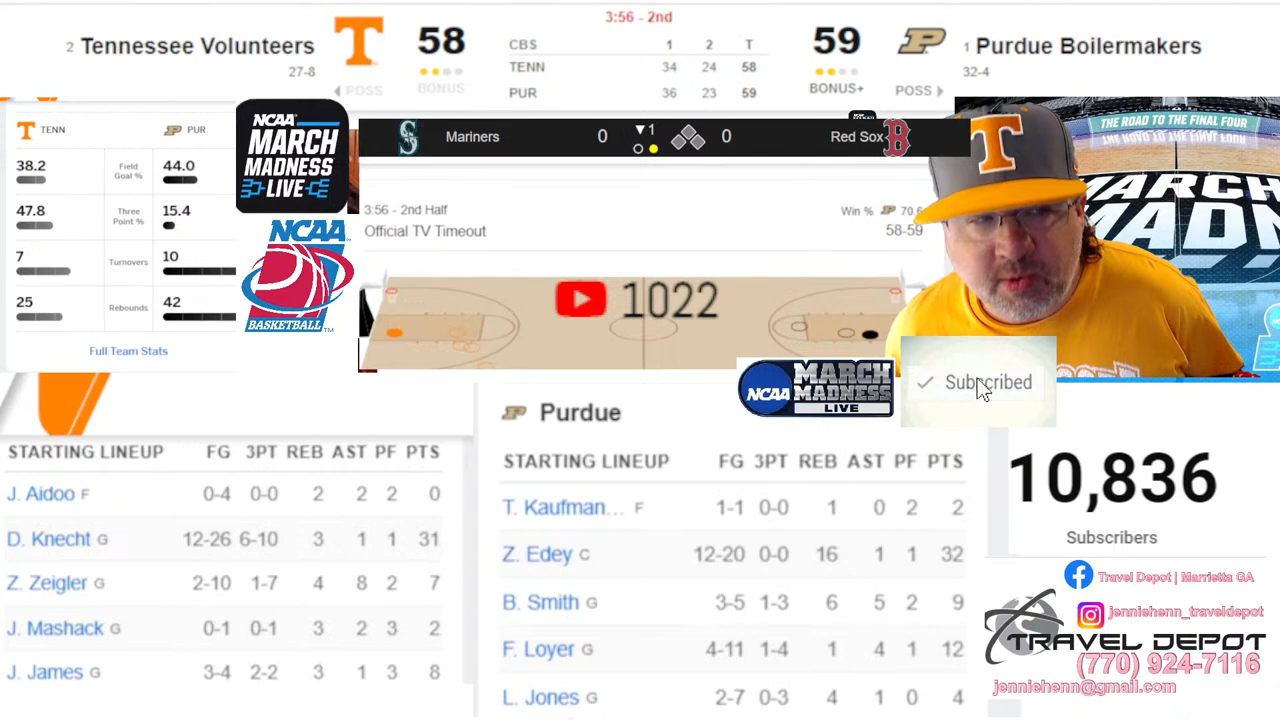 3:56 - 2nd
2 Tennessee Volunteers 27-8
T
58
BONUS
POSS
CBS 1 2 T
TENN 34 24 58
PUR 36 23 59
59
BONUS+
POSS
P
1 Purdue Boilermakers
32-4
T TENN P PUR
38.2 Field Goal % 44.0
47.8 Three Point % 15.4
7 Turnovers 10
25 Rebounds 42
Full Team Stats
NCAA
MARCH
MADNESS
LIVE
NCAA
BASKETBALL™
Mariners 0 1 0 Red Sox B
3:56 - 2nd Half
Official TV Timeout
Win % P 70.6
58-59
1022
T
THE ROAD TO THE FINAL FOUR
MARCH
MADN
NCAA MARCH MADNESS LIVE
Subscribed
10,836
Subscribers
STARTING LINEUP FG 3PT REB AST PF PTS
J. Aidoo F 0-4 0-0 2 2 2 0
D. Knecht G 12-26 6-10 3 1 1 31
Z. Zeigler G 2-10 1-7 4 8 2 7
J. Mashack G 0-1 0-1 3 2 3 2
J. James G 3-4 2-2 3 1 3 8
P Purdue
STARTING LINEUP FG 3PT REB AST PF PTS
T. Kaufman... F 1-1 0-0 1 0 2 2
Z. Edey C 12-20 0-0 16 1 1 32
B. Smith G 3-5 1-3 6 5 2 9
F. Loyer G 4-11 1-4 1 4 1 12
L. Jones G 2-7 0-3 4 1 0 4
Travel Depot | Marrietta GA
jenniehenn_traveldepot
TRAVEL DEPOT
(770) 924-7116
jenniehenn@gmail.com